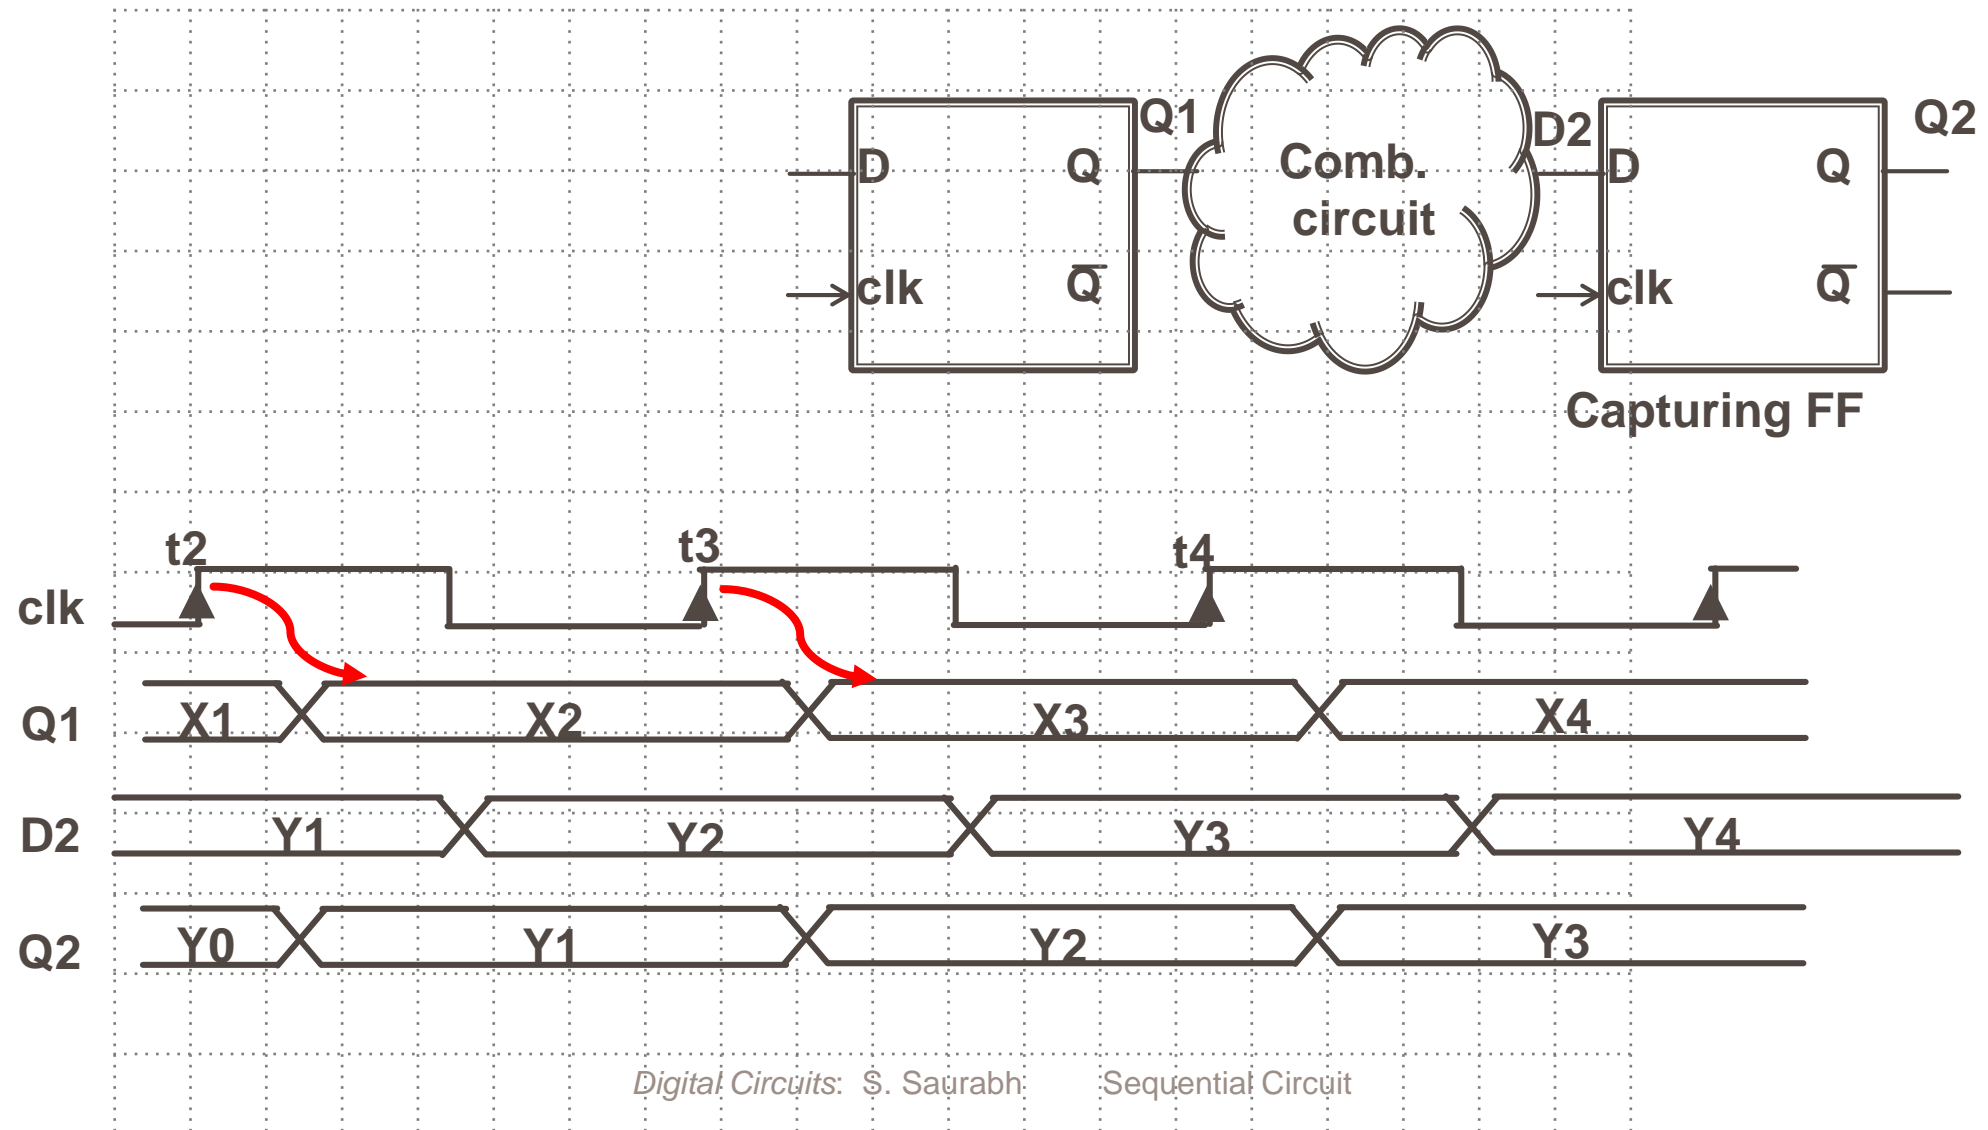 Q1
D2
Q2
D
Q
Comb.
circuit
D
Q
clk
Q̅
clk
Q̅
Capturing FF
t2
t3
t4
clk
Q1
X1
X2
X3
X4
D2
Y1
Y2
Y3
Y4
Q2
Y0
Y1
Y2
Y3
Digital Circuits: S. Saurabh Sequential Circuit